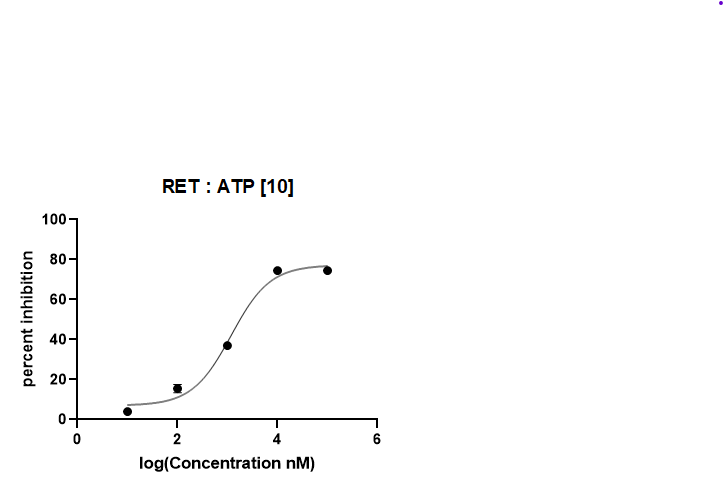 RET : ATP [10]
100
80
60
40
20
0
percent inhibition
0 2 4 6
log(Concentration nM)